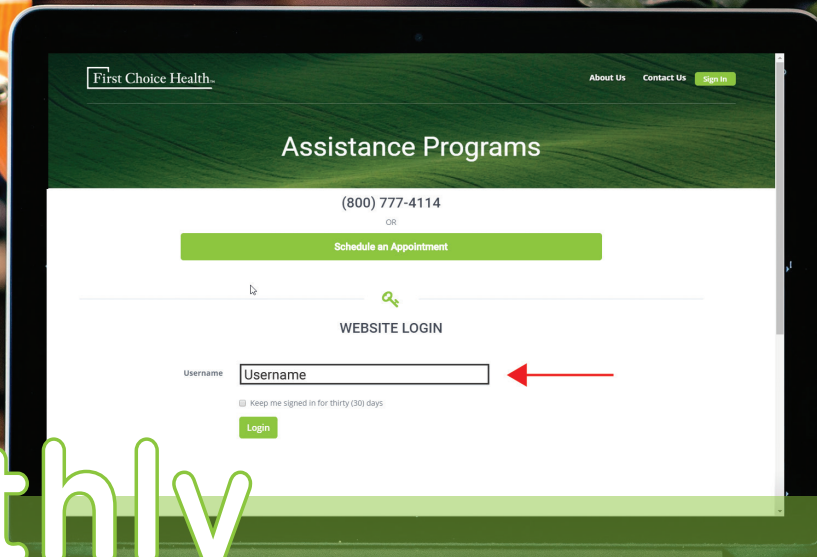 First Choice Health™
About Us Contact Us Sign In
Assistance Programs
(800) 777-4114
OR
Schedule an Appointment
WEBSITE LOGIN
Username Username
Keep me signed in for thirty (30) days
Login
thly